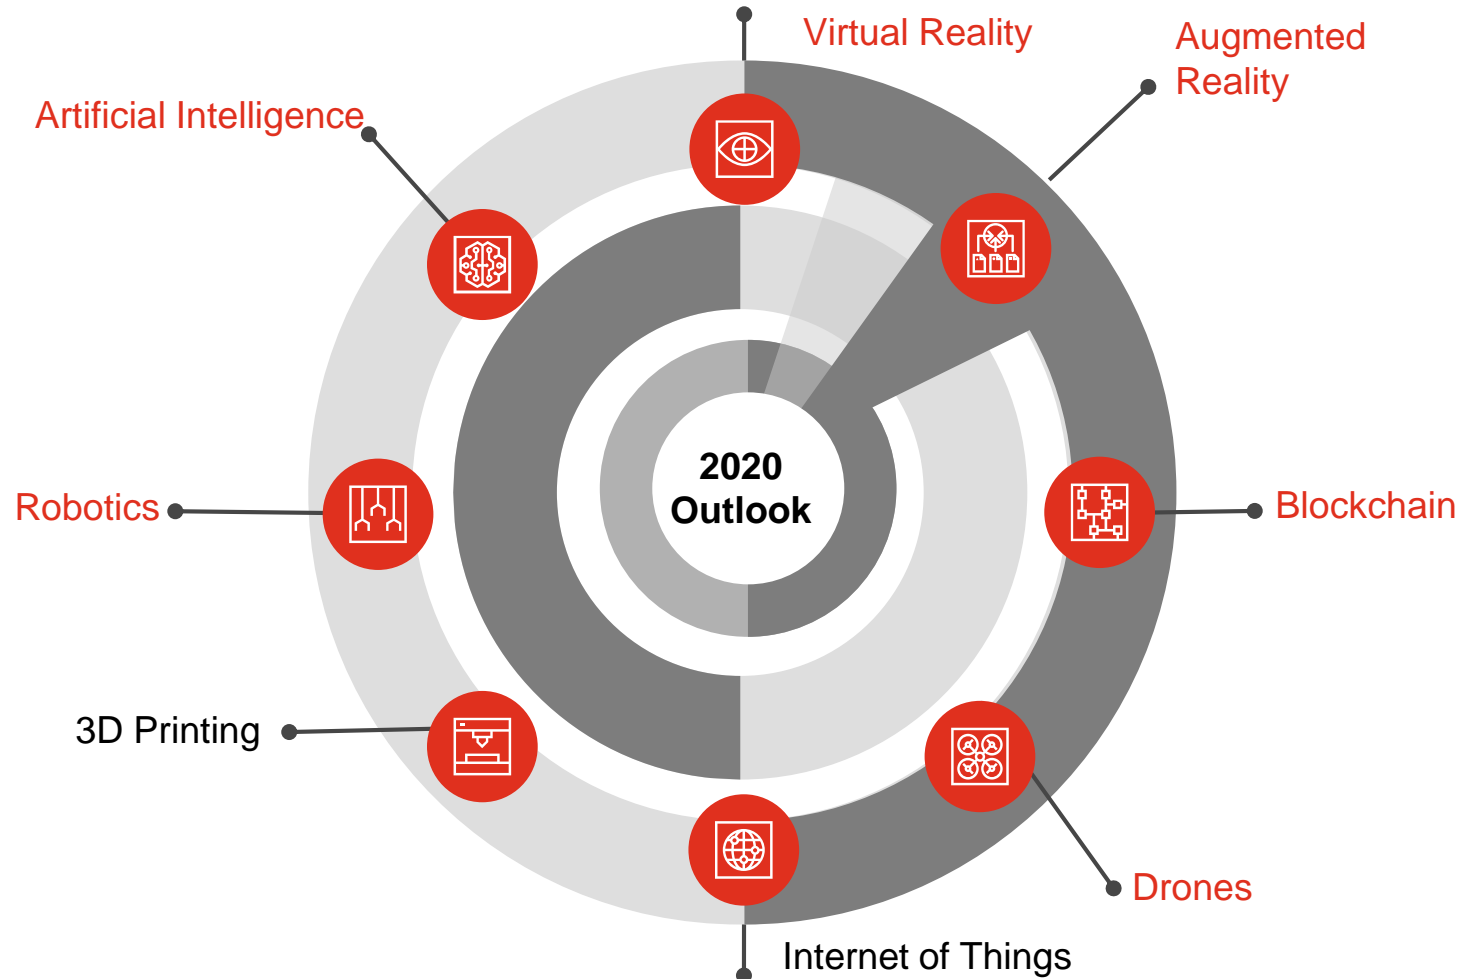 Virtual Reality
Augmented
Reality
Artificial Intelligence
2020
Outlook
Robotics
Blockchain
3D Printing
Drones
Internet of Things